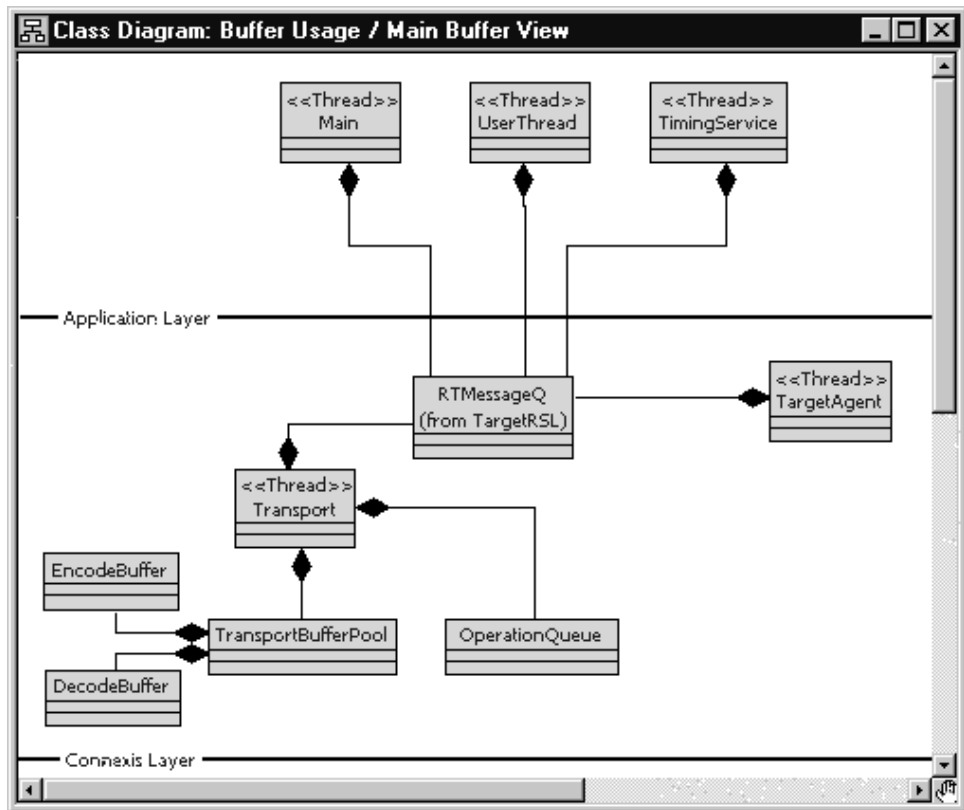 Class Diagram: Buffer Usage / Main Buffer View
<<Thread>>
Main
<<Thread>>
UserThread
<<Thread>>
TimingService
Application Layer
RTMessageQ
(from TargetRSL)
<<Thread>>
TargetAgent
<<Thread>>
Transport
EncodeBuffer
TransportBufferPool
OperationQueue
DecodeBuffer
Connexis Layer